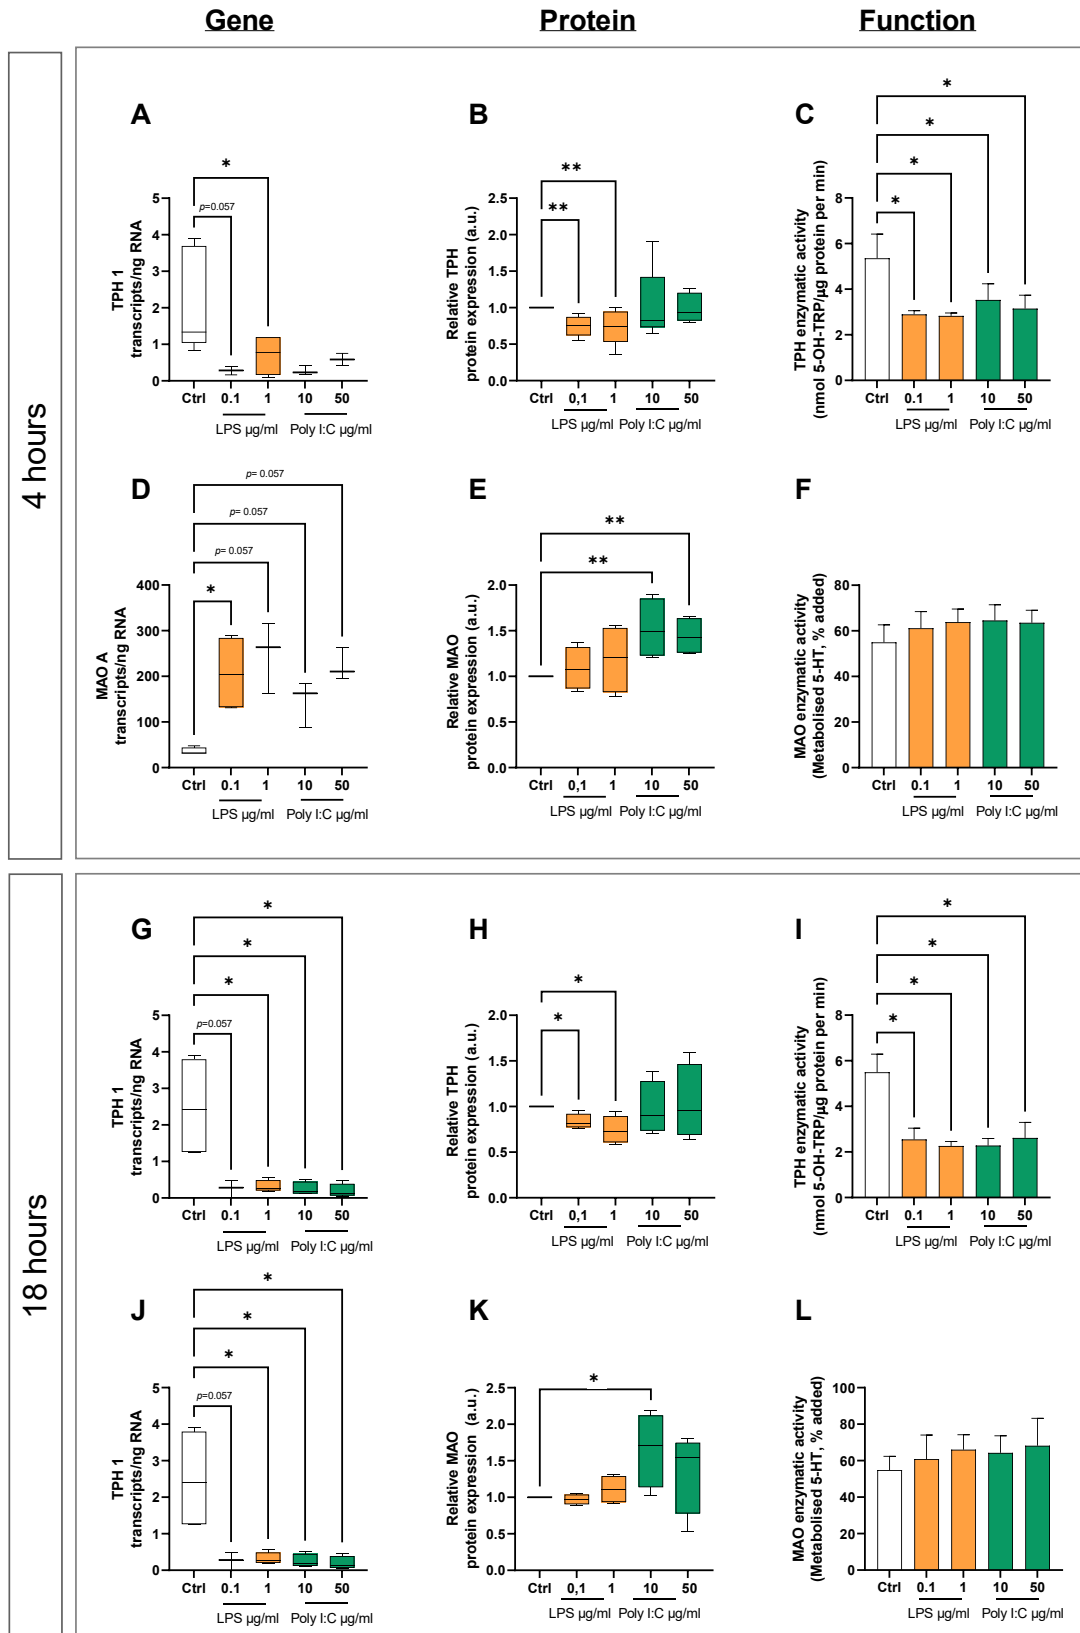 Gene Protein Function
4 hours
A
*
p=0.057
TPH 1
transcripts/ng RNA
5
4
3
2
1
0
Ctrl 0.1 1 10 50
LPS µg/ml Poly I:C µg/ml
B
**
**
Relative TPH
protein expression (a.u.)
2.5
2.0
1.5
1.0
0.5
0.0
Ctrl 0,1 1 10 50
LPS µg/ml Poly I:C µg/ml
C
*
*
*
*
TPH enzymatic activity
(nmol 5-OH-TRP/µg protein per min)
8
6
4
2
0
Ctrl 0.1 1 10 50
LPS µg/ml Poly I:C µg/ml
D
p= 0.057
p= 0.057
p= 0.057
*
MAO A
transcripts/ng RNA
400
300
200
100
0
Ctrl 0.1 1 10 50
LPS µg/ml Poly I:C µg/ml
E
**
**
Relative MAO
protein expression (a.u.)
2.0
1.5
1.0
0.5
0.0
Ctrl 0,1 1 10 50
LPS µg/ml Poly I:C µg/ml
F
MAO enzymatic activity
(Metabolised 5-HT, % added)
80
60
40
20
0
Ctrl 0.1 1 10 50
LPS µg/ml Poly I:C µg/ml
18 hours
G
*
*
*
p=0.057
TPH 1
transcripts/ng RNA
5
4
3
2
1
0
Ctrl 0.1 1 10 50
LPS µg/ml Poly I:C µg/ml
H
*
*
Relative TPH
protein expression (a.u.)
2.0
1.5
1.0
0.5
0.0
Ctrl 0,1 1 10 50
LPS µg/ml Poly I:C µg/ml
I
*
*
*
*
TPH enzymatic activity
(nmol 5-OH-TRP/µg protein per min)
8
6
4
2
0
Ctrl 0.1 1 10 50
LPS µg/ml Poly I:C µg/ml
J
*
*
*
p=0.057
TPH 1
transcripts/ng RNA
5
4
3
2
1
0
Ctrl 0.1 1 10 50
LPS µg/ml Poly I:C µg/ml
K
*
Relative MAO
protein expression (a.u.)
2.5
2.0
1.5
1.0
0.5
0.0
Ctrl 0,1 1 10 50
LPS µg/ml Poly I:C µg/ml
L
MAO enzymatic activity
(Metabolised 5-HT, % added)
100
80
60
40
20
0
Ctrl 0.1 1 10 50
LPS µg/ml Poly I:C µg/ml